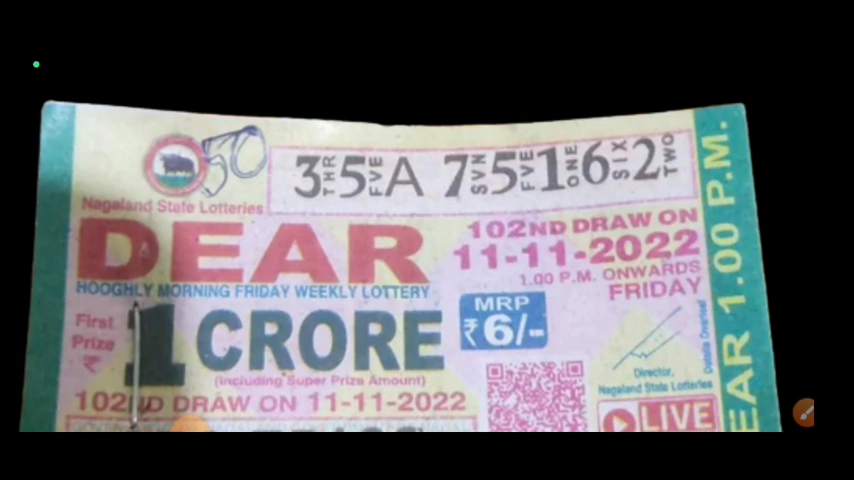 50
3 THR 5 FVE A 7 SVN 5 FVE 1 ONE 6 SIX 2 TWO
Nagaland State Lotteries
DEAR
HOOGHLY MORNING FRIDAY WEEKLY LOTTERY
102ND DRAW ON
11-11-2022
1.00 P.M. ONWARDS
FRIDAY
MRP
₹6/-
First
Prize
₹
1 CRORE
(Including Super Prize Amount)
102ND DRAW ON 11-11-2022
Director,
Nagaland State Lotteries
Details Overleaf
LIVE
EAR 1.00 P.M.